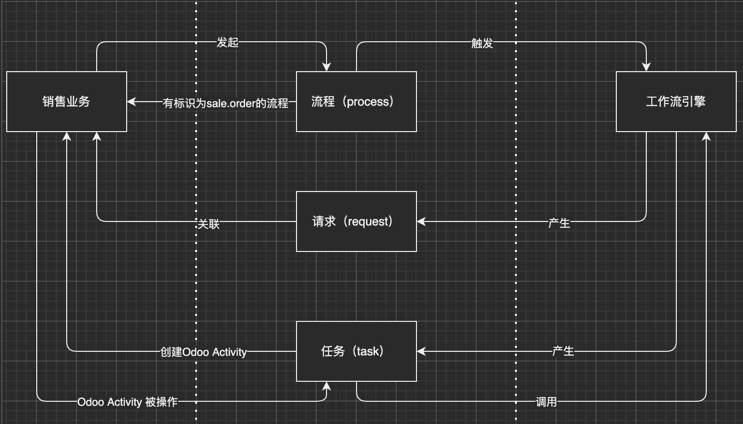 发起
触发
销售业务
有标识为sale.order的流程
流程（process）
工作流引擎
关联
请求（request）
产生
创建Odoo Activity
任务（task）
产生
Odoo Activity 被操作
调用